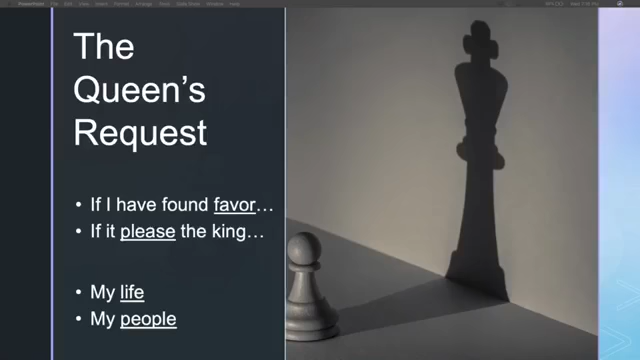 The
Queen's
Request
• If I have found favor…
• If it please the king…
• My life
• My people